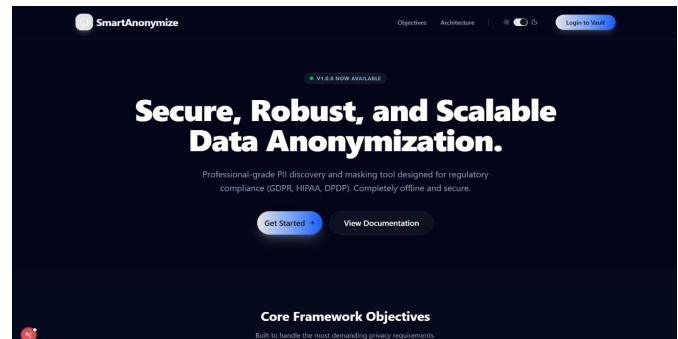 SmartAnonymize
Objectives Architecture Login to Vault
V1.0.0 NOW AVAILABLE
Secure, Robust, and Scalable
Data Anonymization.
Professional-grade PII discovery and masking tool designed for regulatory
compliance (GDPR, HIPAA, DPDP). Completely offline and secure.
Get Started → View Documentation
Core Framework Objectives
Built to handle the most demanding privacy requirements.
N